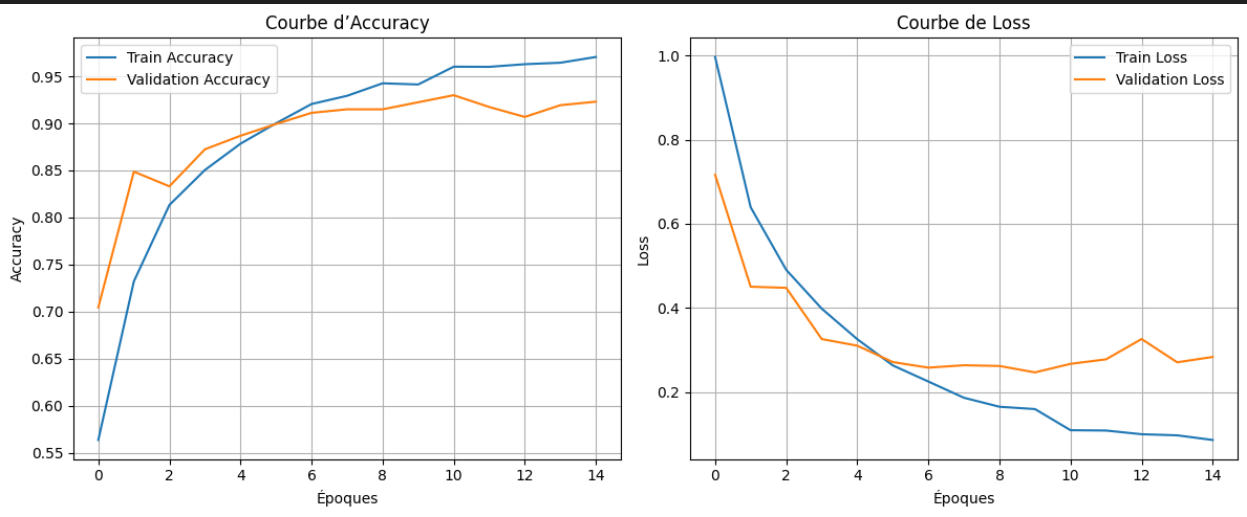 Courbe d’Accuracy
Train Accuracy
Validation Accuracy
0.95
0.90
0.85
0.80
0.75
0.70
0.65
0.60
0.55
Accuracy
0 2 4 6 8 10 12 14
Époques
Courbe de Loss
Train Loss
Validation Loss
1.0
0.8
0.6
0.4
0.2
Loss
0 2 4 6 8 10 12 14
Époques